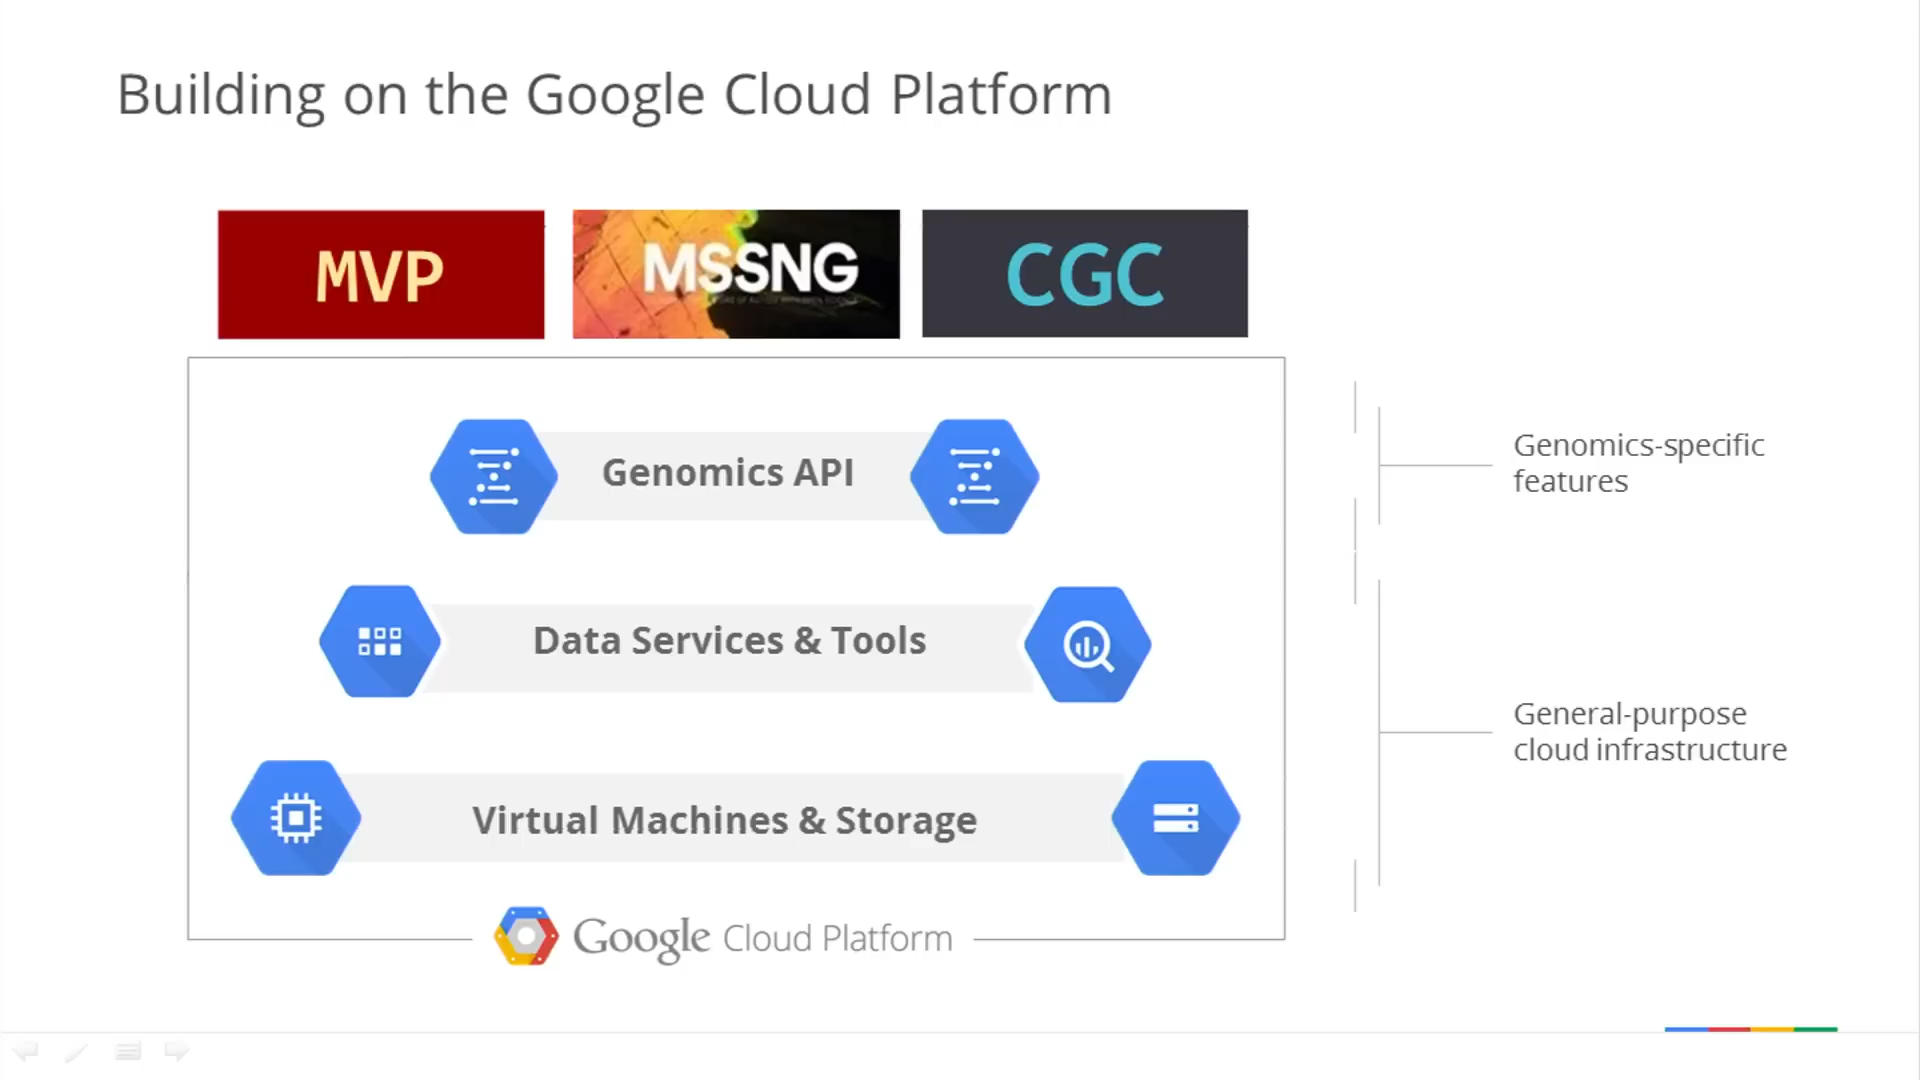 Building on the Google Cloud Platform
MVP
MSSNG
CGC
Genomics API
Genomics-specific
features
Data Services & Tools
General-purpose
cloud infrastructure
Virtual Machines & Storage
Google Cloud Platform